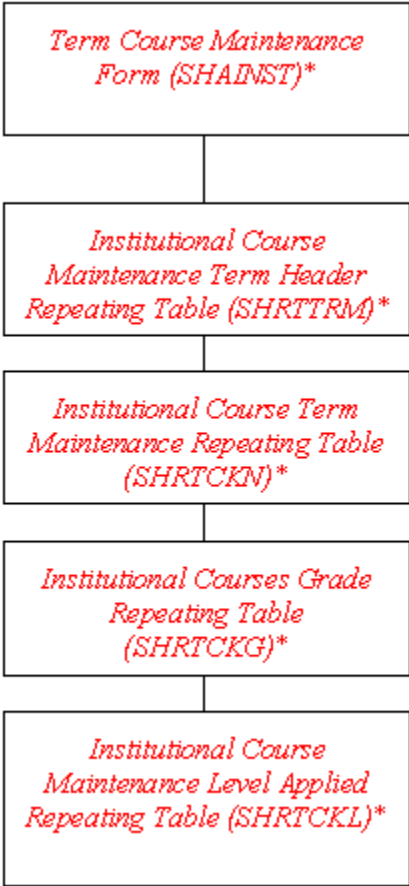 Term Course Maintenance
Form (SHAINST)*
Institutional Course
Maintenance Term Header
Repeating Table (SHRTTRM)*
Institutional Course Term
Maintenance Repeating Table
(SHRTCKN)*
Institutional Courses Grade
Repeating Table
(SHRTCKG)*
Institutional Course
Maintenance Level Applied
Repeating Table (SHRTCKL)*